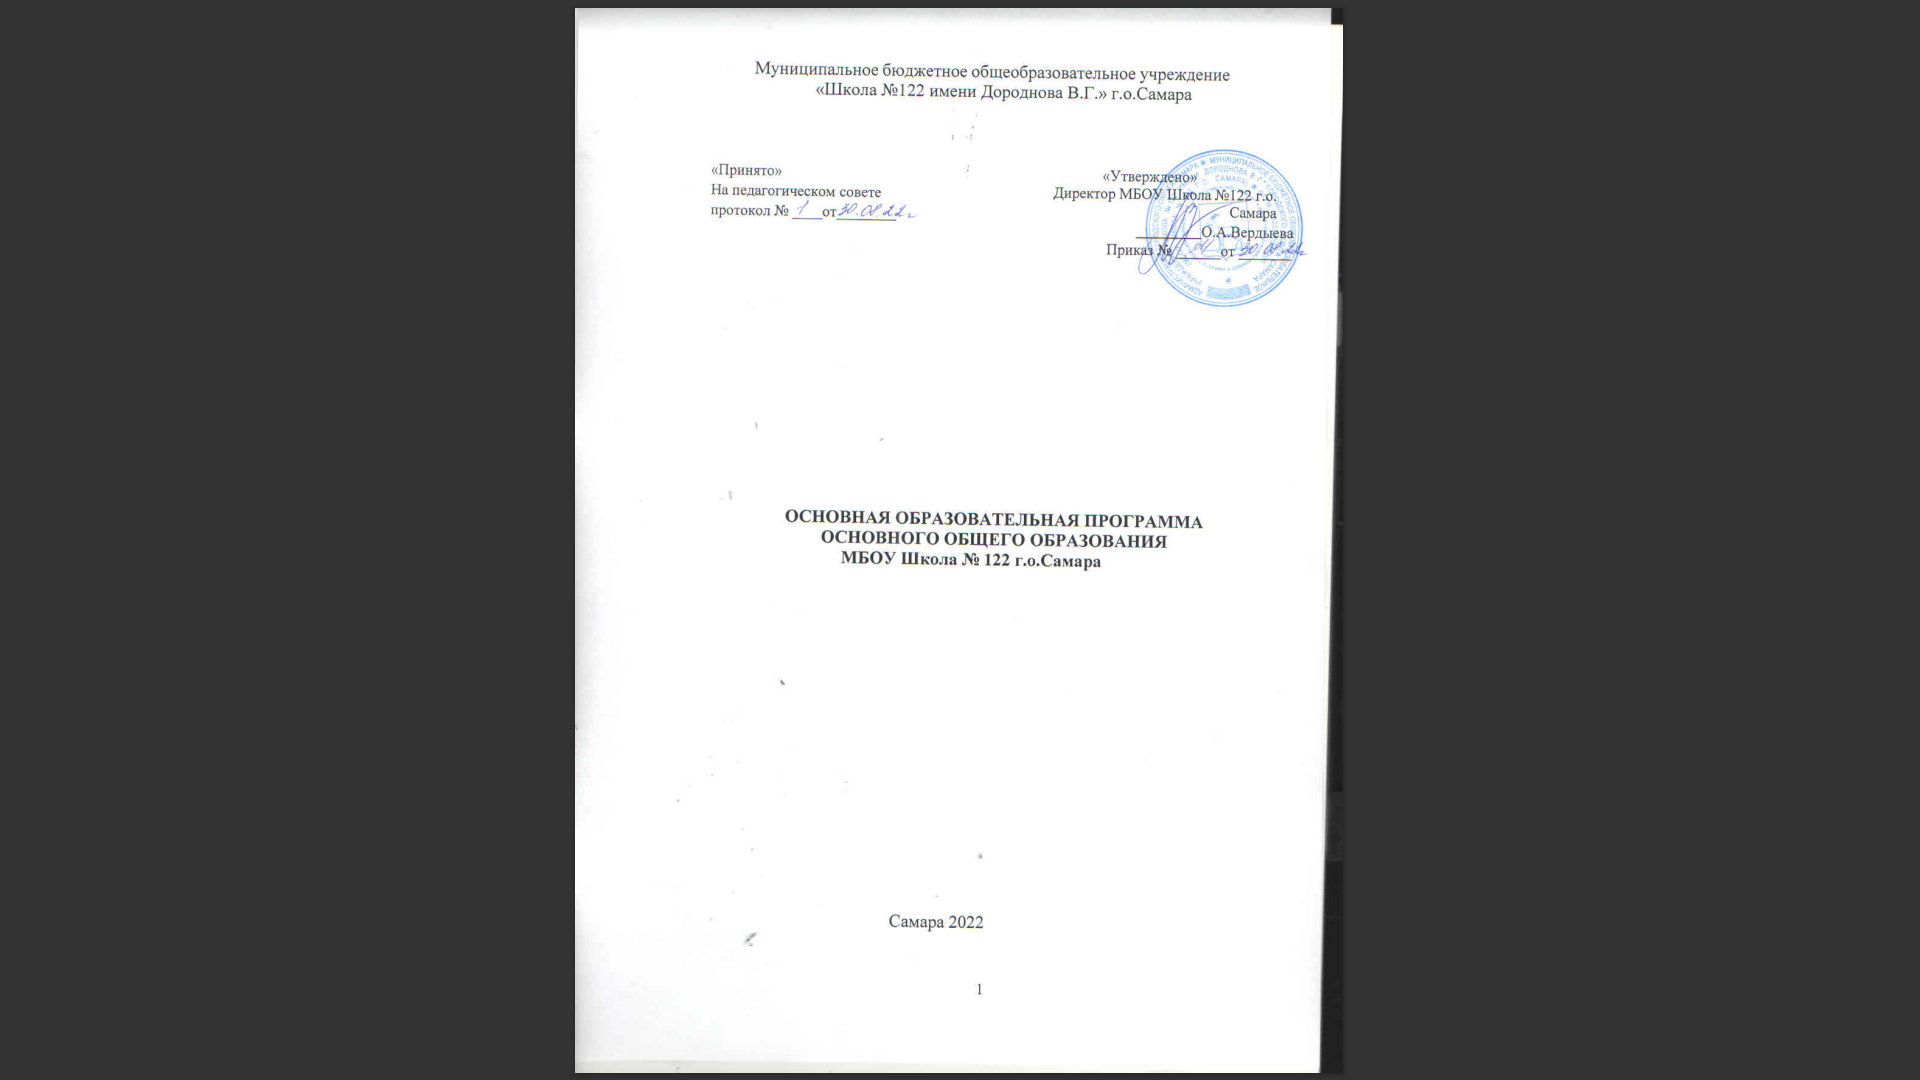 Муниципальное бюджетное общеобразовательное учреждение
«Школа №122 имени Дороднова В.Г.» г.о.Самара
«Принято»
На педагогическом совете
протокол № 1 от 30.08.22г
«Утверждено»
Директор МБОУ Школа №122 г.о.
Самара
О.А.Вердыева
Приказ № от 30.08.22г
ОСНОВНАЯ ОБРАЗОВАТЕЛЬНАЯ ПРОГРАММА
ОСНОВНОГО ОБЩЕГО ОБРАЗОВАНИЯ
МБОУ Школа № 122 г.о.Самара
Самара 2022
1